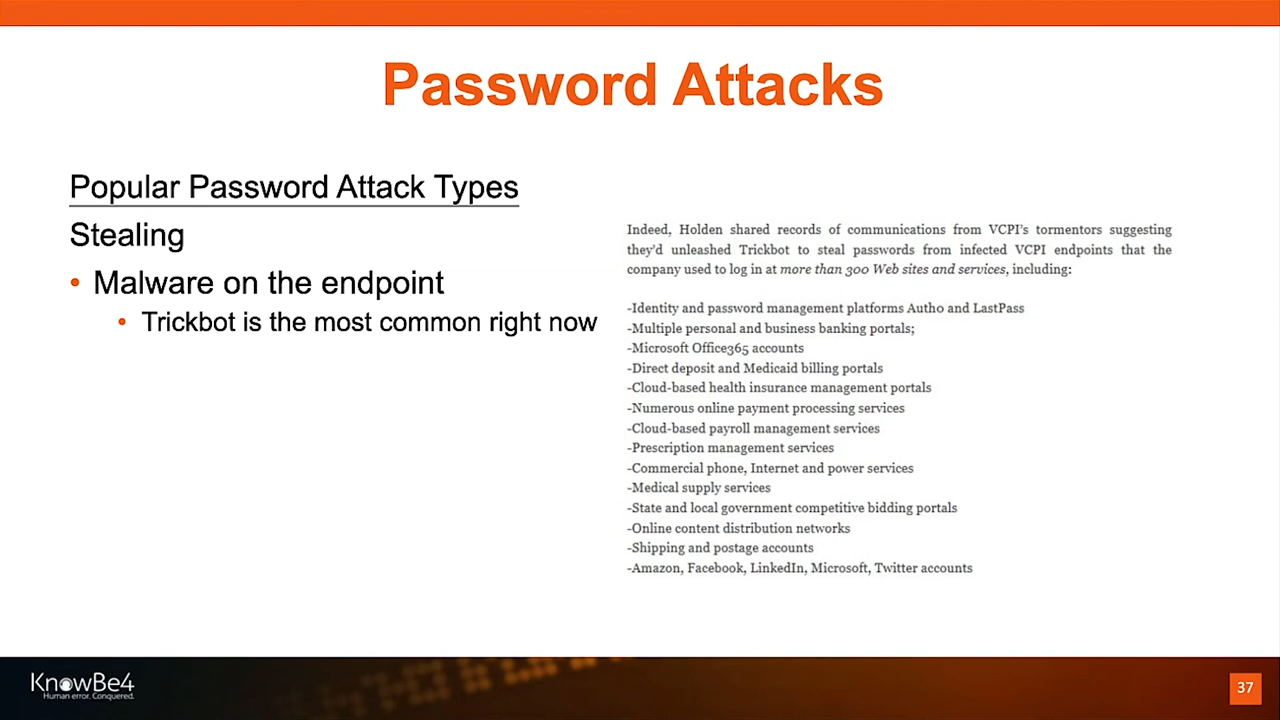 Password Attacks
Popular Password Attack Types
Stealing
• Malware on the endpoint
• Trickbot is the most common right now
Indeed, Holden shared records of communications from VCPI's tormentors suggesting
they'd unleashed Trickbot to steal passwords from infected VCPI endpoints that the
company used to log in at more than 300 Web sites and services, including:
-Identity and password management platforms Auth0 and LastPass
-Multiple personal and business banking portals;
-Microsoft Office365 accounts
-Direct deposit and Medicaid billing portals
-Cloud-based health insurance management portals
-Numerous online payment processing services
-Cloud-based payroll management services
-Prescription management services
-Commercial phone, Internet and power services
-Medical supply services
-State and local government competitive bidding portals
-Online content distribution networks
-Shipping and postage accounts
-Amazon, Facebook, LinkedIn, Microsoft, Twitter accounts
KnowBe4
Human error. Conquered.
37